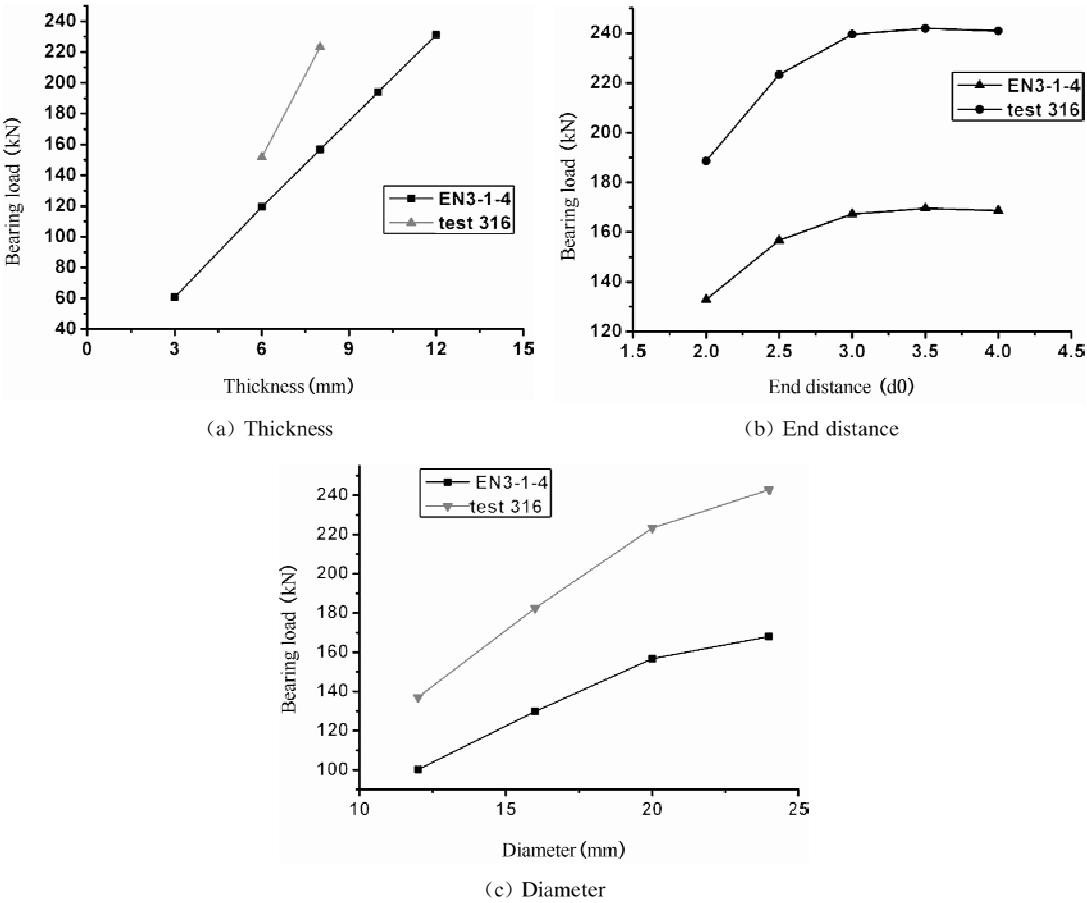 240
220
200
180
160
140
120
100
80
60
40
0 3 6 9 12 15
Bearing load (kN)
Thickness (mm)
EN3-1-4
test 316
(a) Thickness
240
220
200
180
160
140
120
1.5 2.0 2.5 3.0 3.5 4.0 4.5
Bearing load (kN)
End distance (d0)
EN3-1-4
test 316
(b) End distance
240
220
200
180
160
140
120
100
10 15 20 25
Bearing load (kN)
Diameter (mm)
EN3-1-4
test 316
(c) Diameter